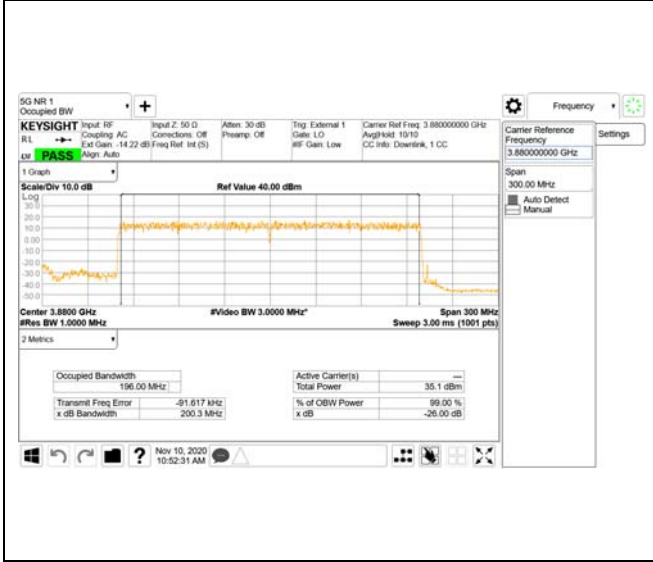 5G NR 1
Occupied BW
Frequency
KEYSIGHT
R L
PASS
Input: RF
Coupling: AC
Ext Gain: -14.22 dB
Align: Auto
Input Z: 50 Ω
Corrections: Off
Freq Ref: Int (S)
Atten: 30 dB
Preamp: Off
Trig: External 1
Gate: LO
#IF Gain: Low
Carrier Ref Freq: 3.880000000 GHz
Avg|Hold: 10/10
CC Info: Downlink, 1 CC
Carrier Reference
Frequency
3.880000000 GHz
Settings
Span
300.00 MHz
Auto Detect
Manual
1 Graph
Scale/Div 10.0 dB
Ref Value 40.00 dBm
Log
30.0
20.0
10.0
0.00
-10.0
-20.0
-30.0
-40.0
-50.0
Center 3.8800 GHz
#Video BW 3.0000 MHz*
Span 300 MHz
#Res BW 1.0000 MHz
Sweep 3.00 ms (1001 pts)
2 Metrics
Occupied Bandwidth
196.00 MHz
Transmit Freq Error -91.617 kHz
x dB Bandwidth 200.3 MHz
Active Carrier(s) ---
Total Power 35.1 dBm
% of OBW Power 99.00 %
x dB -26.00 dB
Nov 10, 2020
10:52:31 AM